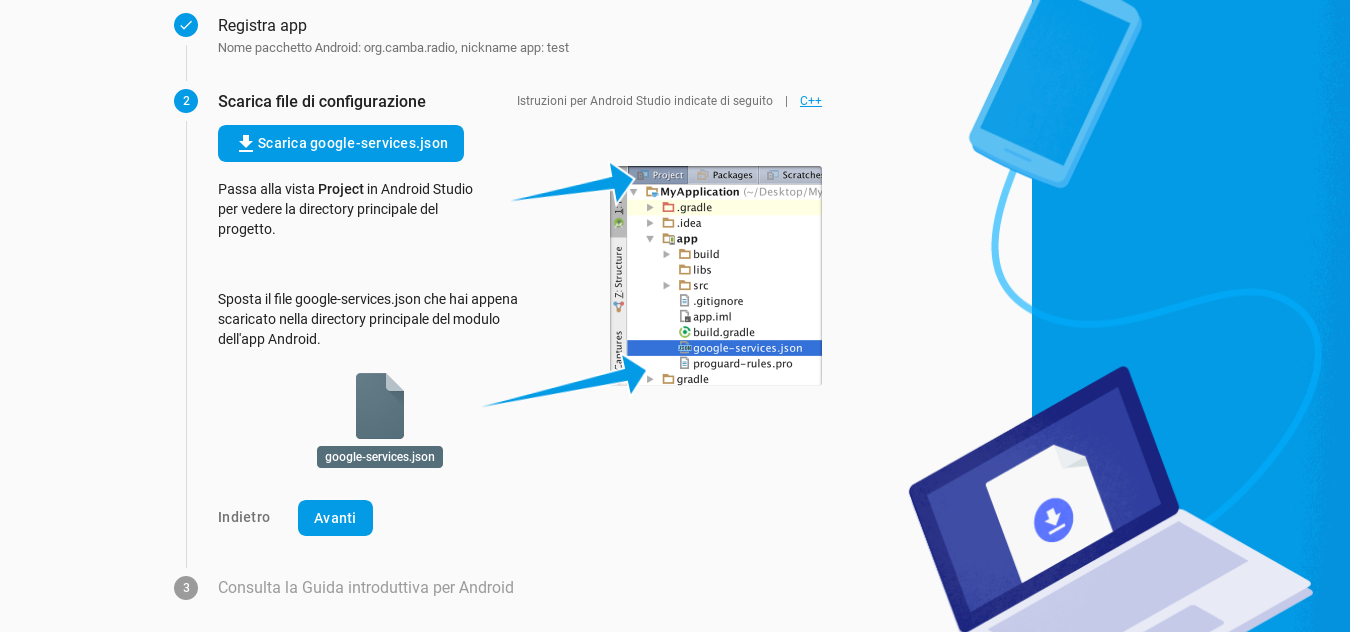 Registra app
Nome pacchetto Android: org.camba.radio, nickname app: test
2
Scarica file di configurazione
Istruzioni per Android Studio indicate di seguito | C++
Scarica google-services.json
Passa alla vista Project in Android Studio
per vedere la directory principale del
progetto.
Project
Packages
Scratches
MyApplication (~/Desktop/My
.gradle
.idea
app
build
libs
src
.gitignore
app.iml
build.gradle
google-services.json
proguard-rules.pro
gradle
1:
Z: Structure
aptures
Sposta il file google-services.json che hai appena
scaricato nella directory principale del modulo
dell'app Android.
google-services.json
Indietro
Avanti
3
Consulta la Guida introduttiva per Android